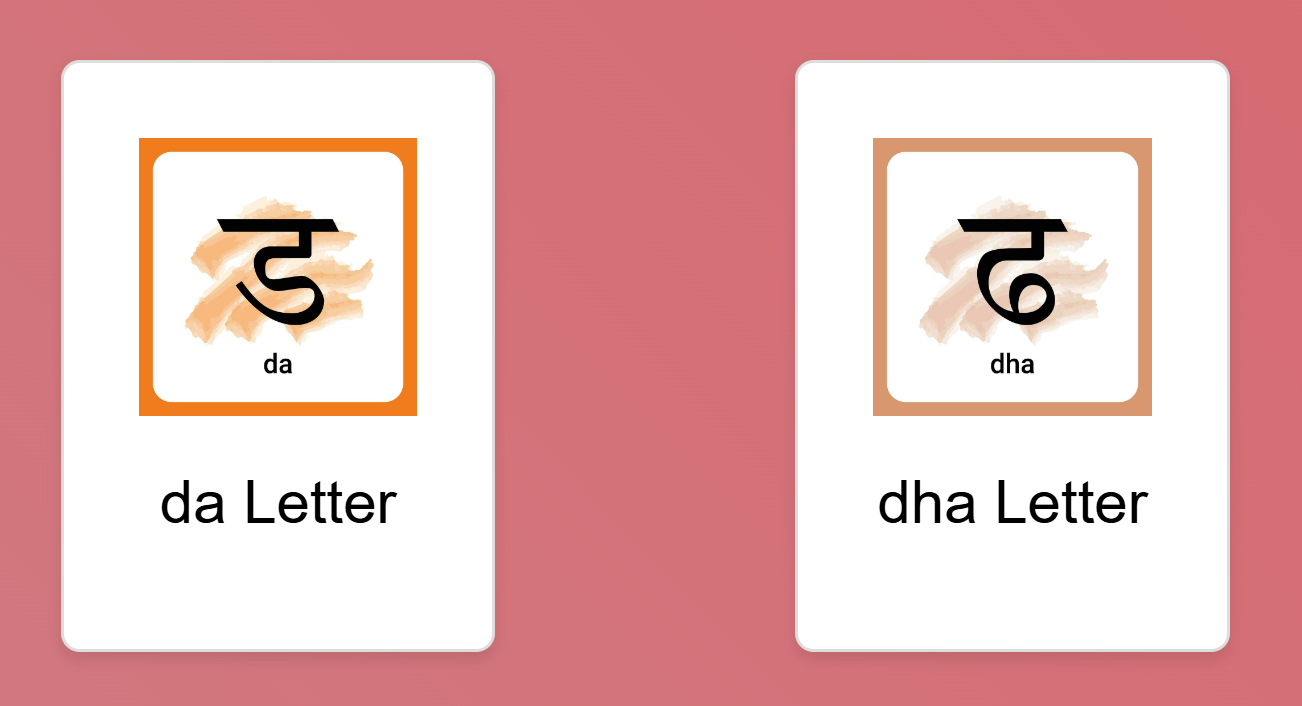 ड
da
da Letter
ढ
dha
dha Letter